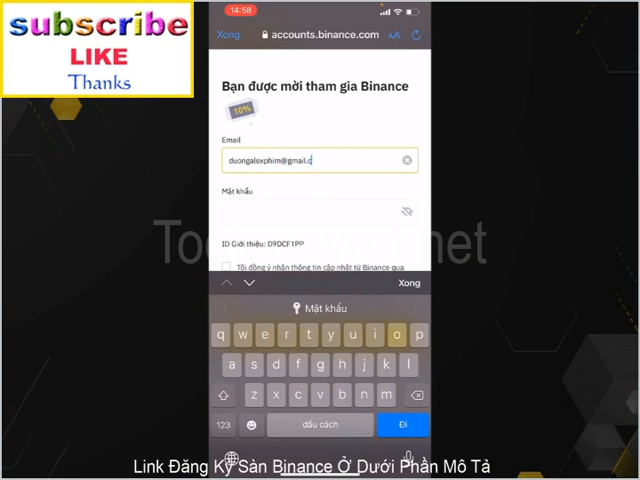 subscribe
LIKE
Thanks
14:58
Xong
accounts.binance.com
AA
Bạn được mời tham gia Binance
10%
Email
duongalexphim@gmail.c
Mật khẩu
ID Giới thiệu: D9DCF1PP
Tôi đồng ý nhận thông tin cập nhật từ Binance qua
Xong
Mật khẩu
q w e r t y u i o p
a s d f g h j k l
z x c v b n m
123
dấu cách
Đi
Link Đăng Ký Sàn Binance Ở Dưới Phần Mô Tả